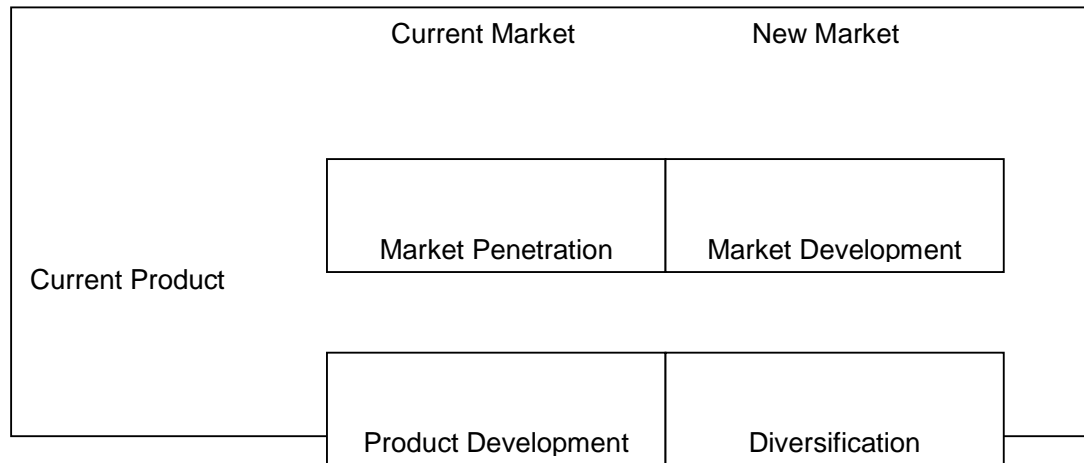 Current Market New Market
Market Penetration Market Development
Current Product
Product Development Diversification